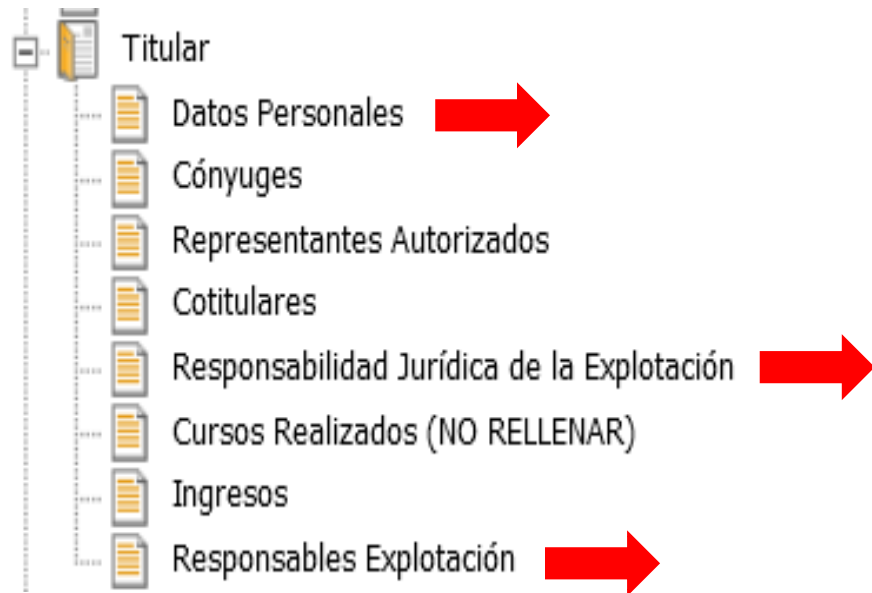 Titular
Datos Personales
Cónyuges
Representantes Autorizados
Cotitulares
Responsabilidad Jurídica de la Explotación
Cursos Realizados (NO RELLENAR)
Ingresos
Responsables Explotación